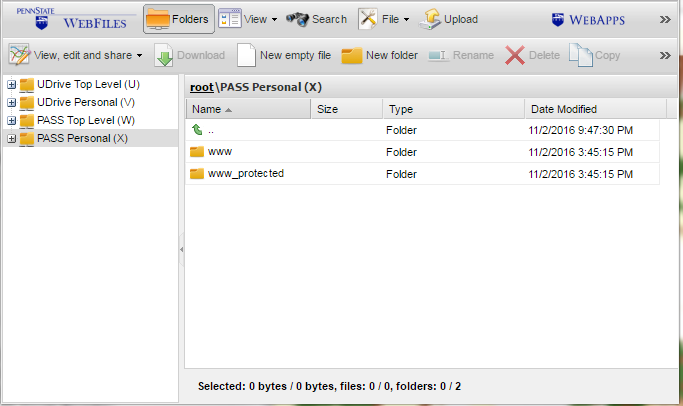 PENNSTATE
WEBFILES
Folders View Search File Upload WEBAPPS »
View, edit and share Download New empty file New folder Rename Delete Copy »
UDrive Top Level (U)
UDrive Personal (V)
PASS Top Level (W)
PASS Personal (X)
root\PASS Personal (X)
Name Size Type Date Modified
.. Folder 11/2/2016 9:47:30 PM
www Folder 11/2/2016 3:45:15 PM
www_protected Folder 11/2/2016 3:45:15 PM
Selected: 0 bytes / 0 bytes, files: 0 / 0, folders: 0 / 2